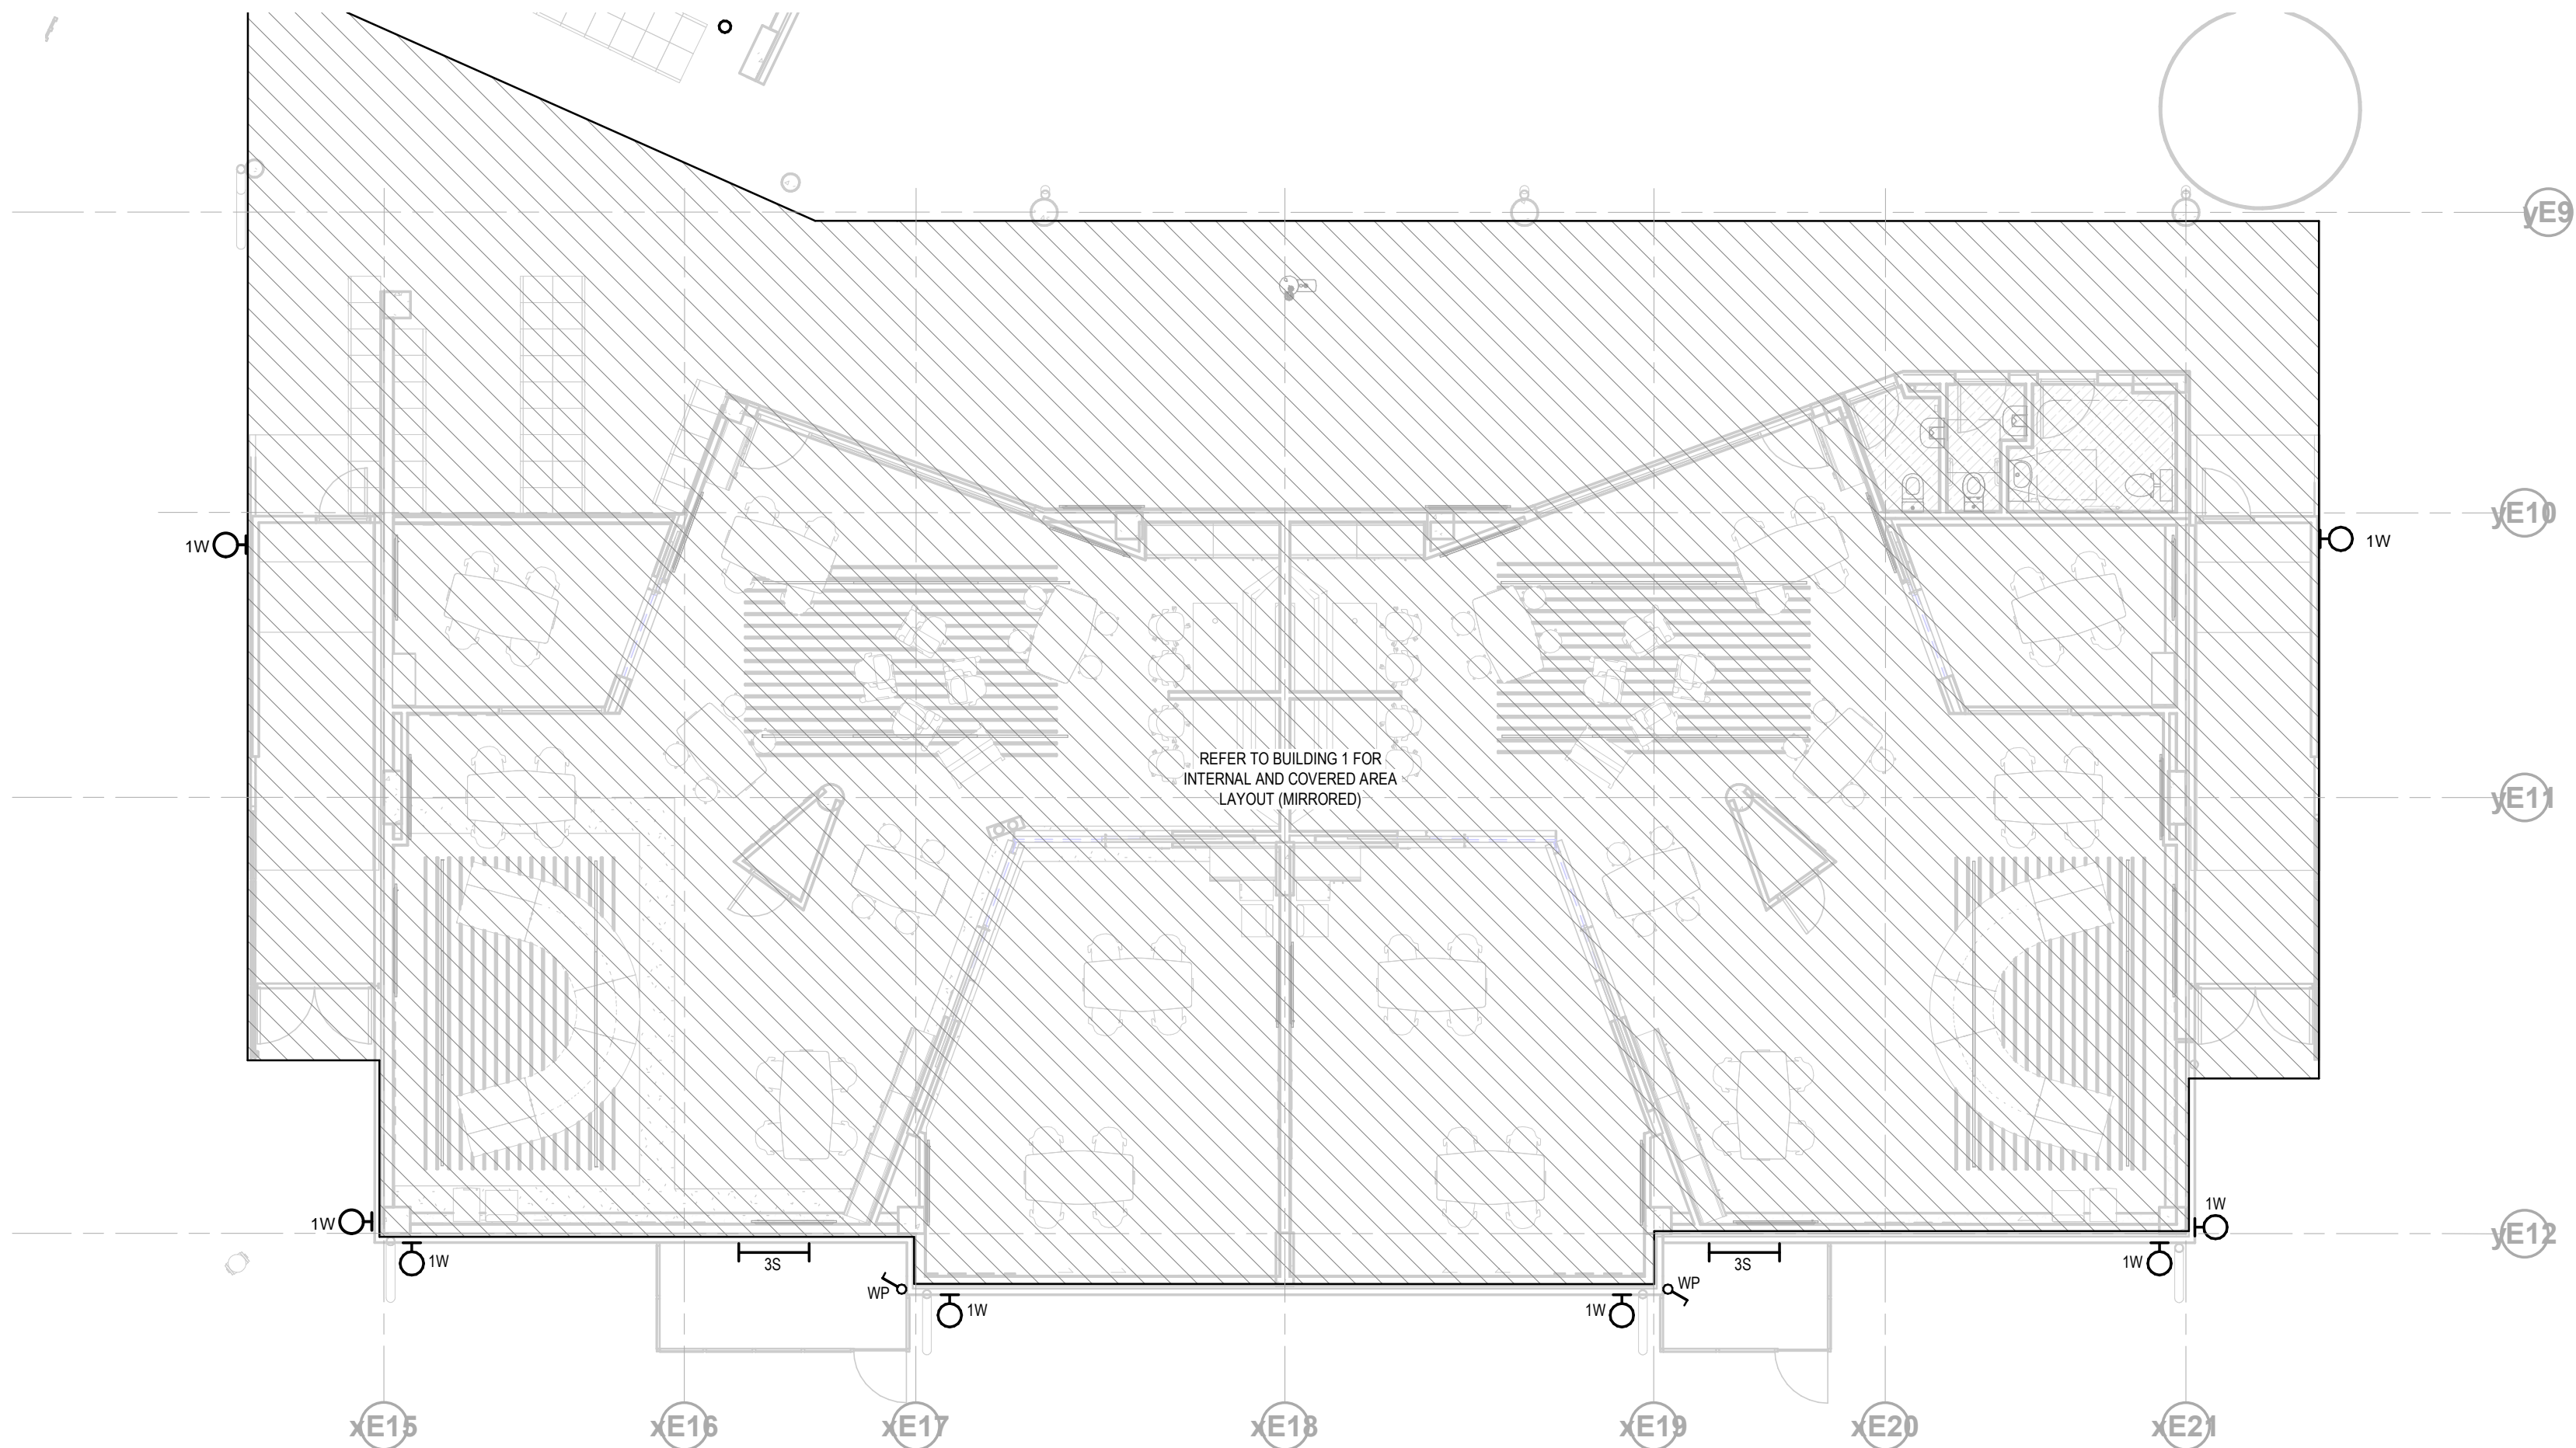 yE9
yE10
1W
1W
REFER TO BUILDING 1 FOR
INTERNAL AND COVERED AREA
LAYOUT (MIRRORED)
yE11
1W
1W
yE12
1W
3S
3S
1W
WP
WP
1W
1W
xE15
xE16
xE17
xE18
xE19
xE20
xE21